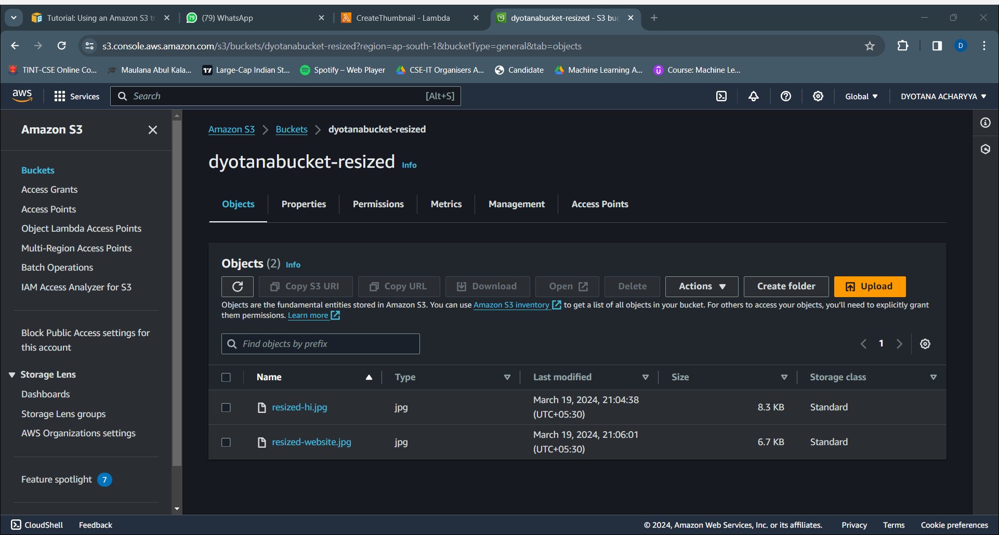 Tutorial: Using an Amazon S3 tr
(79) WhatsApp
CreateThumbnail - Lambda
dyotanabucket-resized - S3 buc
s3.console.aws.amazon.com/s3/buckets/dyotanabucket-resized?region=ap-south-1&bucketType=general&tab=objects
D
TINT-CSE Online Co...
Maulana Abul Kala...
Large-Cap Indian St...
Spotify – Web Player
CSE-IT Organisers A...
Candidate
Machine Learning A...
Course: Machine Le...
aws
Services
Search
[Alt+S]
Global
DYOTANA ACHARYYA
Amazon S3
Buckets
Access Grants
Access Points
Object Lambda Access Points
Multi-Region Access Points
Batch Operations
IAM Access Analyzer for S3
Block Public Access settings for
this account
Storage Lens
Dashboards
Storage Lens groups
AWS Organizations settings
Feature spotlight 7
Amazon S3 > Buckets > dyotanabucket-resized
dyotanabucket-resized Info
Objects
Properties
Permissions
Metrics
Management
Access Points
Objects (2) Info
Copy S3 URI
Copy URL
Download
Open
Delete
Actions
Create folder
Upload
Objects are the fundamental entities stored in Amazon S3. You can use Amazon S3 inventory to get a list of all objects in your bucket. For others to access your objects, you’ll need to explicitly grant
them permissions. Learn more
Find objects by prefix
1
Name
Type
Last modified
Size
Storage class
resized-hi.jpg
jpg
March 19, 2024, 21:04:38
(UTC+05:30)
8.3 KB
Standard
resized-website.jpg
jpg
March 19, 2024, 21:06:01
(UTC+05:30)
6.7 KB
Standard
CloudShell
Feedback
© 2024, Amazon Web Services, Inc. or its affiliates.
Privacy
Terms
Cookie preferences